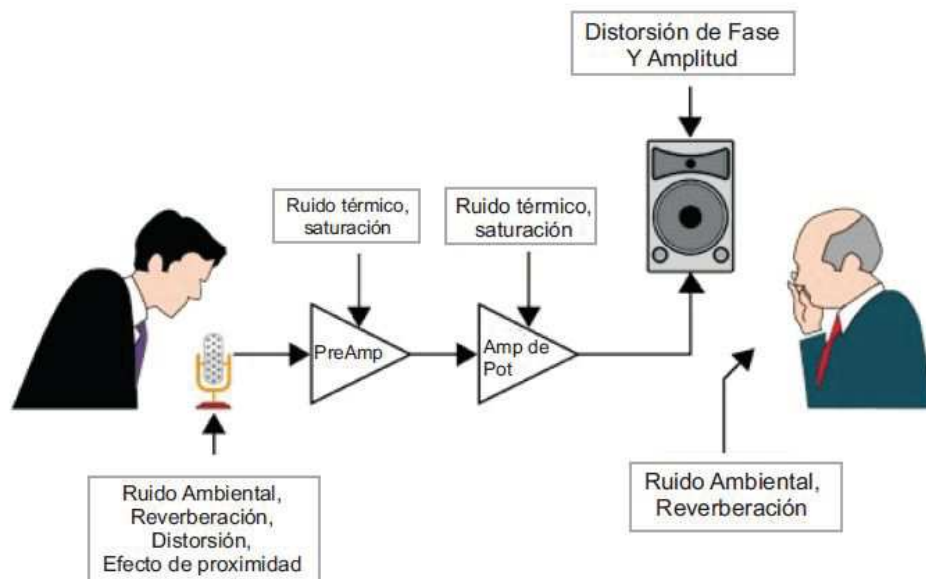 Distorsión de Fase
Y Amplitud
Ruido térmico,
saturación
Ruido térmico,
saturación
PreAmp
Amp de
Pot
Ruido Ambiental,
Reverberación,
Distorsión,
Efecto de proximidad
Ruido Ambiental,
Reverberación